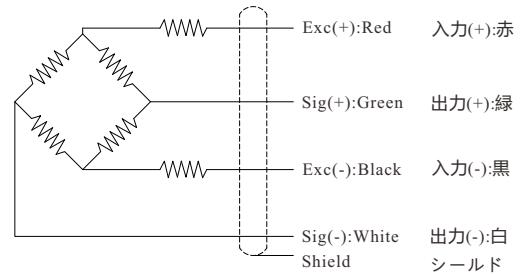 Exc(+):Red 入力(+):赤
Sig(+):Green 出力(+):緑
Exc(-):Black 入力(-):黒
Sig(-):White 出力(-):白
Shield シールド